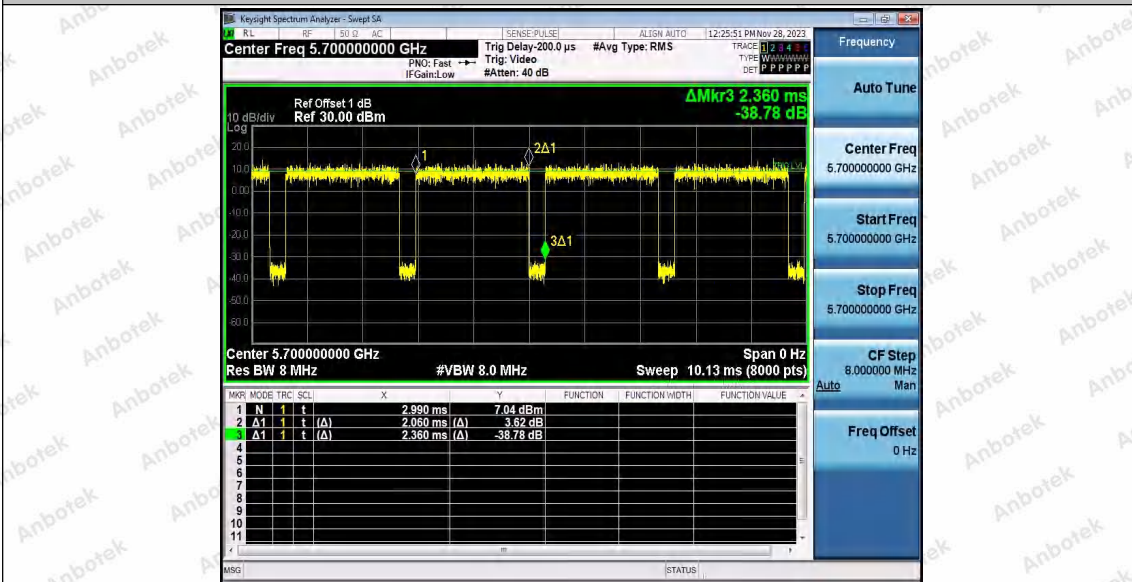 Keysight Spectrum Analyzer - Swept SA
RL RF 50 Ω AC SENSE:PULSE ALIGN AUTO 12:25:51 PM Nov 28, 2023
Center Freq 5.700000000 GHz
PNO: Fast
IFGain:Low
Trig Delay-200.0 µs
Trig: Video
#Atten: 40 dB
#Avg Type: RMS
TRACE 1 2 3 4 5 6
TYPE WWWWWW
DET P P P P P P
ΔMkr3 2.360 ms
-38.78 dB
Ref Offset 1 dB
10 dB/div Ref 30.00 dBm
Log
20.0
10.0
0.00
-10.0
-20.0
-30.0
-40.0
-50.0
-60.0
1
2Δ1
3Δ1
Center 5.700000000 GHz Span 0 Hz
Res BW 8 MHz #VBW 8.0 MHz Sweep 10.13 ms (8000 pts)
MKR MODE TRC SCL X Y FUNCTION FUNCTION WIDTH FUNCTION VALUE
1 N 1 t 2.990 ms 7.04 dBm
2 Δ1 1 t (Δ) 2.060 ms (Δ) 3.62 dB
3 Δ1 1 t (Δ) 2.360 ms (Δ) -38.78 dB
4
5
6
7
8
9
10
11
MSG STATUS
Frequency
Auto Tune
Center Freq
5.700000000 GHz
Start Freq
5.700000000 GHz
Stop Freq
5.700000000 GHz
CF Step
8.000000 MHz
Auto Man
Freq Offset
0 Hz
Anbotek